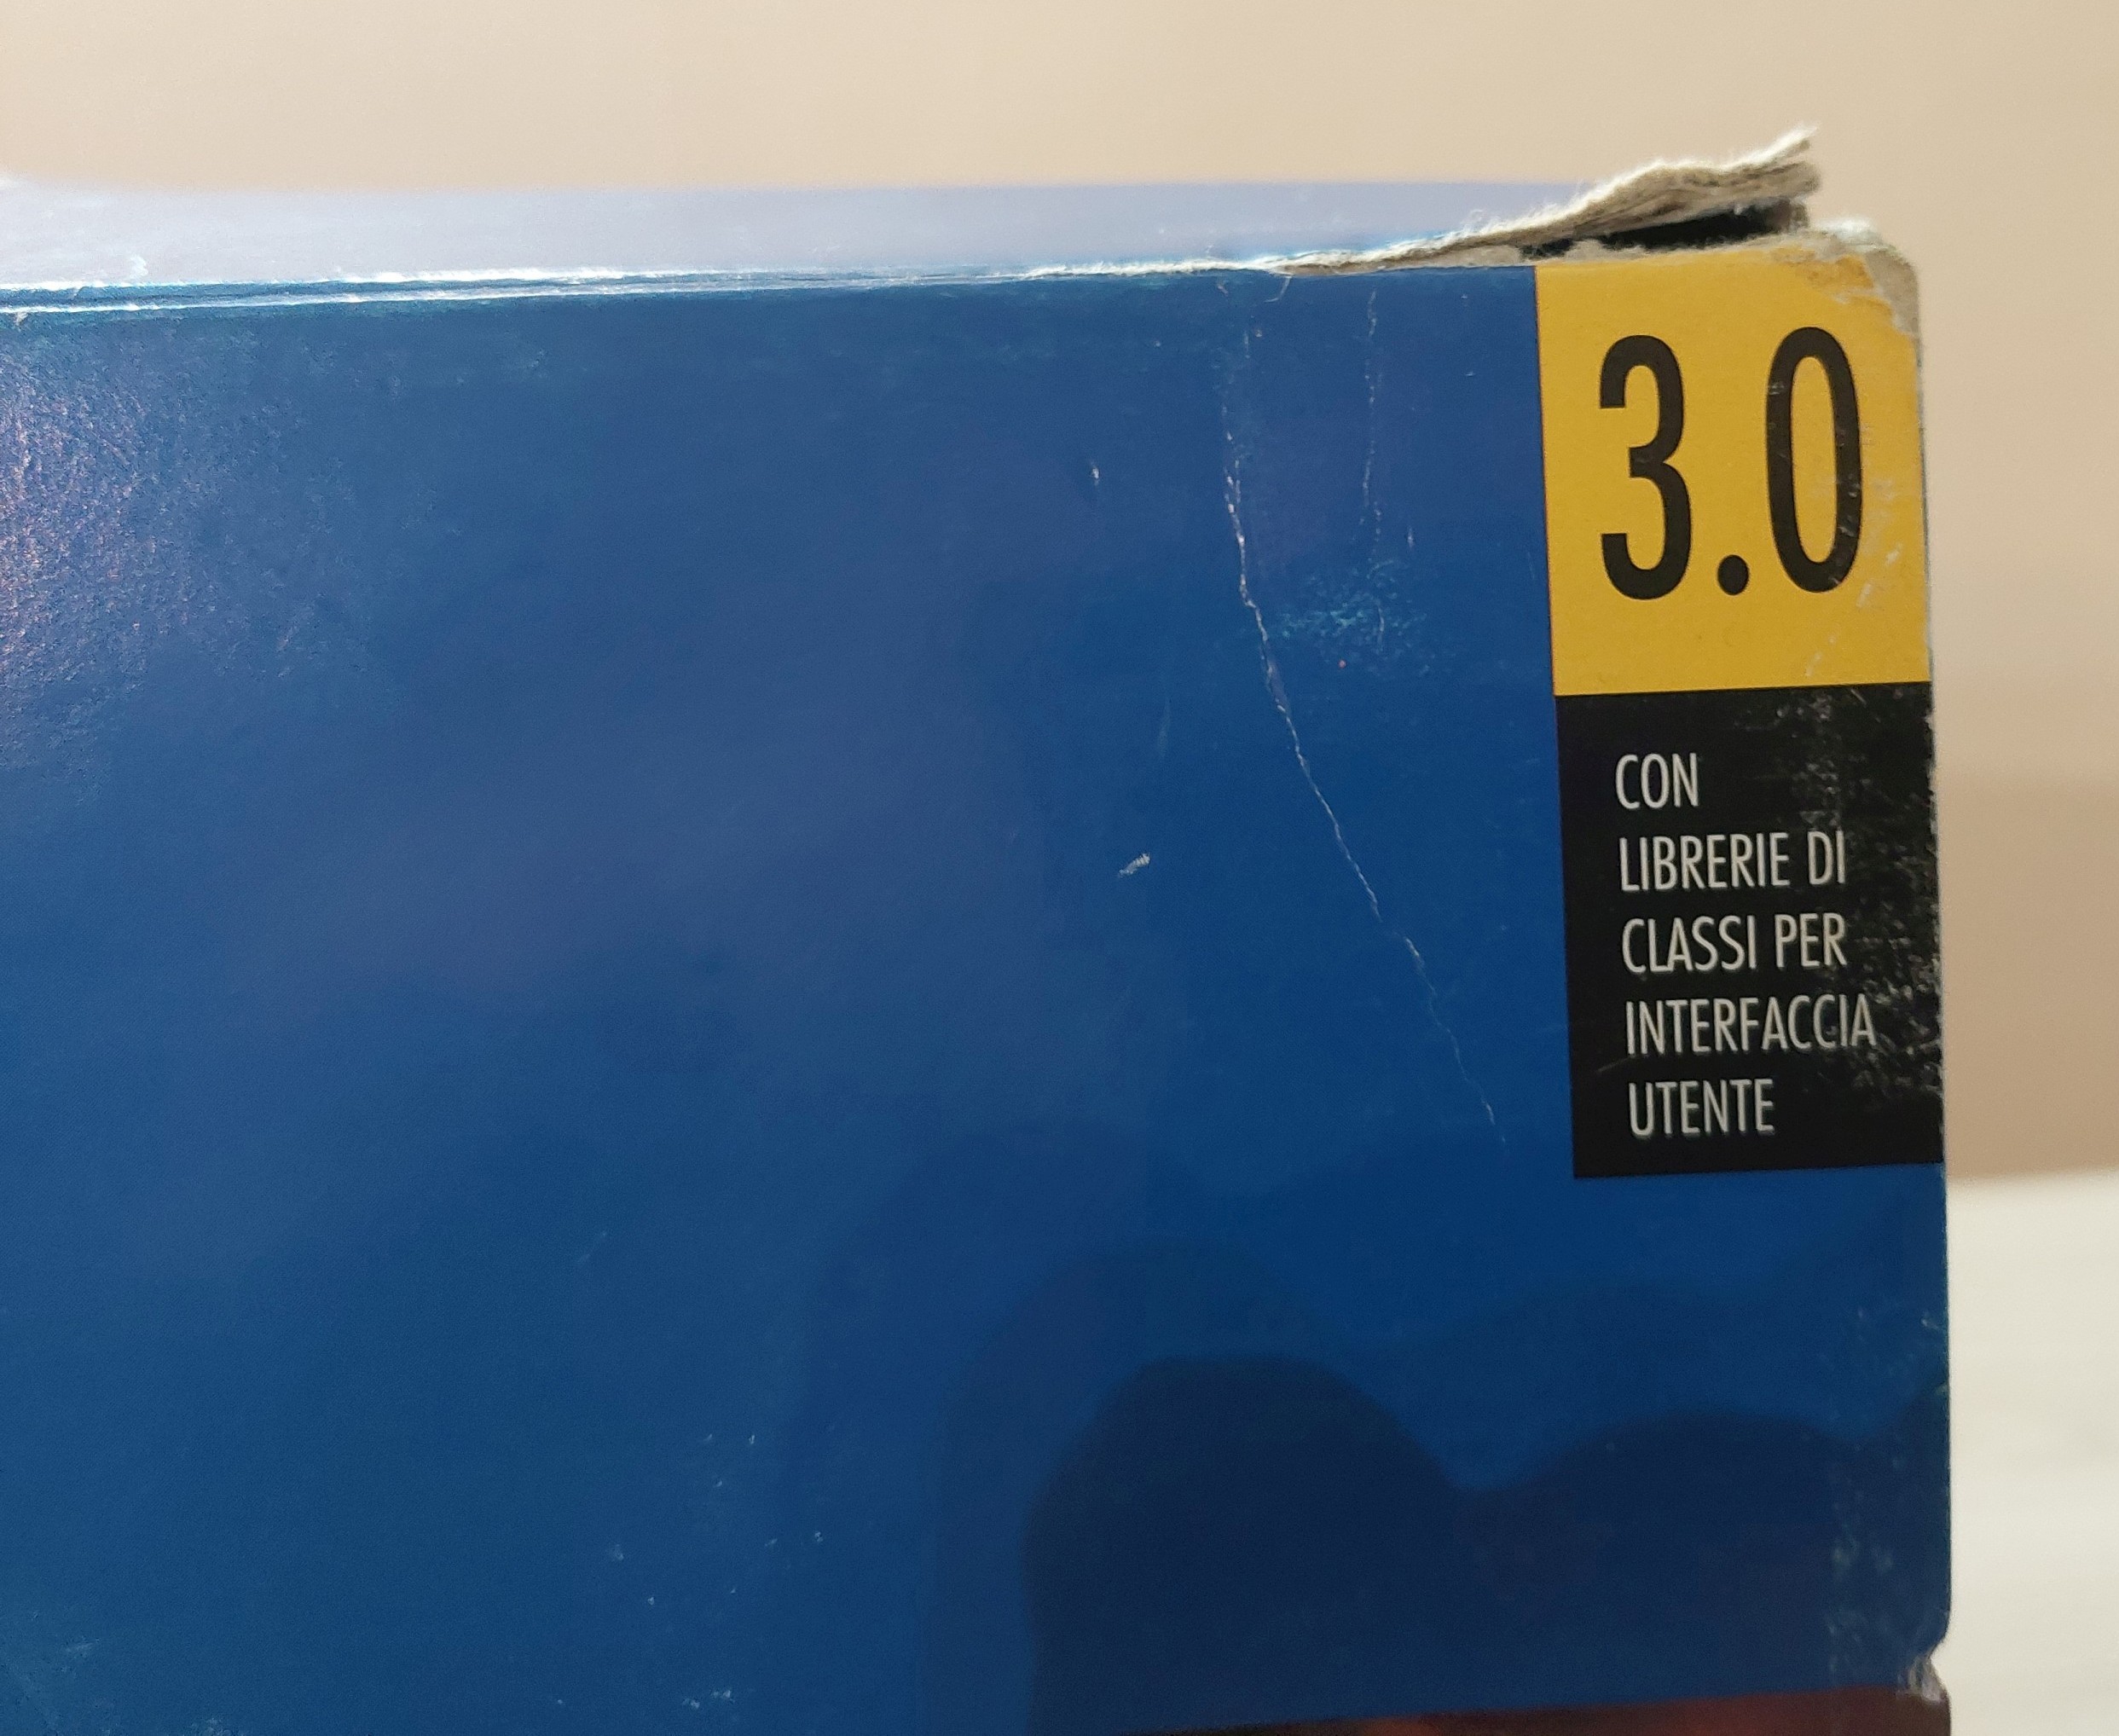 3.0
CON
LIBRERIE DI
CLASSI PER
INTERFACCIA
UTENTE